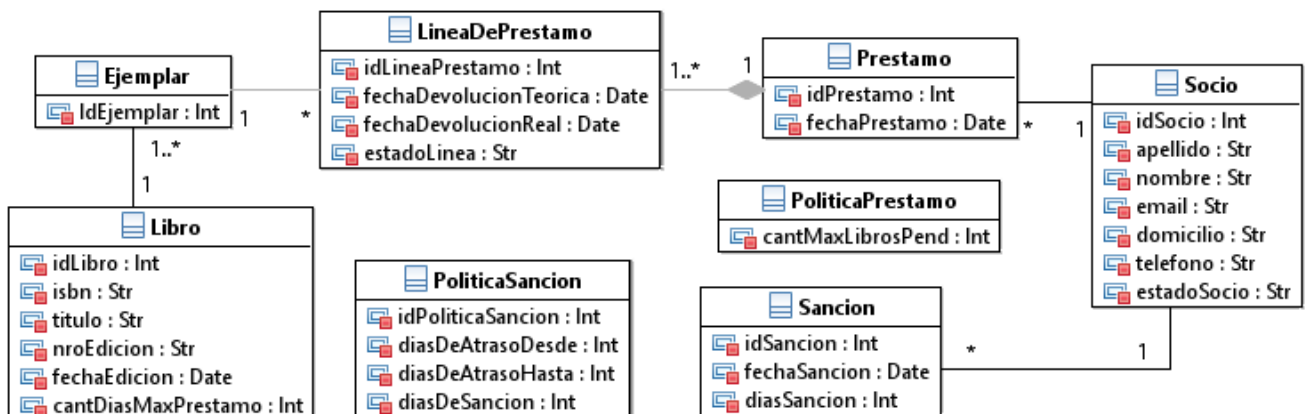 Ejemplar
IdEjemplar : Int
1
*
1..*
1
LineaDePrestamo
idLineaPrestamo : Int
fechaDevolucionTeorica : Date
fechaDevolucionReal : Date
estadoLinea : Str
1..*
1
Prestamo
idPrestamo : Int
fechaPrestamo : Date
*
1
Socio
idSocio : Int
apellido : Str
nombre : Str
email : Str
domicilio : Str
telefono : Str
estadoSocio : Str
PoliticaPrestamo
cantMaxLibrosPend : Int
Libro
idLibro : Int
isbn : Str
titulo : Str
nroEdicion : Str
fechaEdicion : Date
cantDiasMaxPrestamo : Int
PoliticaSancion
idPoliticaSancion : Int
diasDeAtrasoDesde : Int
diasDeAtrasoHasta : Int
diasDeSancion : Int
Sancion
idSancion : Int
fechaSancion : Date
diasSancion : Int
*
1